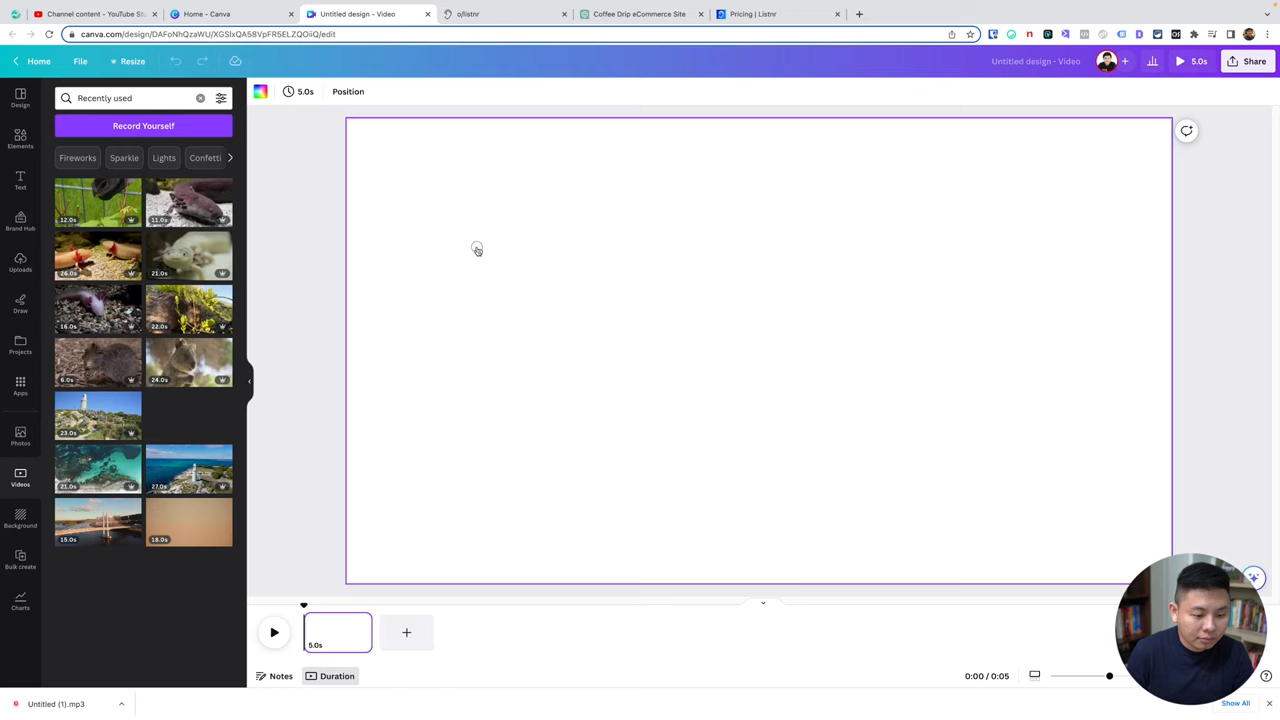 Channel content - YouTube St
Home - Canva
Untitled design - Video
o/listnr
Coffee Drip eCommerce Site
Pricing | Listnr
canva.com/design/DAFoNhQzaWU/XGSlxQA58VpFR5ELZQOiiQ/edit
Home
File
Resize
Untitled design - Video
5.0s
Share
Design
Recently used
5.0s
Position
Record Yourself
Elements
Fireworks
Sparkle
Lights
Confetti
Text
12.0s
11.0s
Brand Hub
Uploads
26.0s
21.0s
Draw
16.0s
22.0s
Projects
6.0s
24.0s
Apps
23.0s
Photos
Videos
21.0s
27.0s
Background
15.0s
18.0s
Bulk create
Charts
5.0s
Notes
Duration
0:00 / 0:05
Untitled (1).mp3
Show All